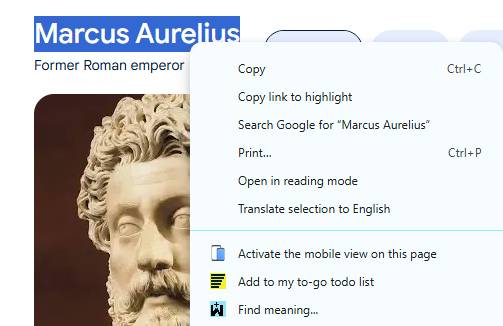 Marcus Aurelius
Former Roman emperor
Copy Ctrl+C
Copy link to highlight
Search Google for “Marcus Aurelius”
Print... Ctrl+P
Open in reading mode
Translate selection to English
Activate the mobile view on this page
Add to my to-go todo list
Find meaning...